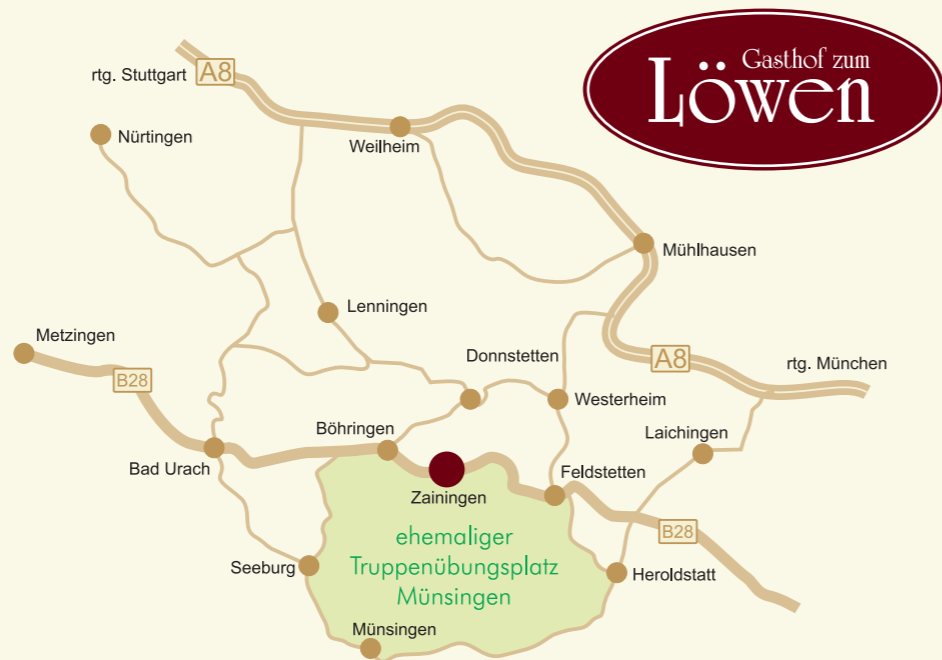 Gasthof zum
Löwen
rtg. Stuttgart
A8
Nürtingen
Weilheim
Mühlhausen
Lenningen
Metzingen
Donnstetten
A8
rtg. München
B28
Westerheim
Böhringen
Laichingen
Bad Urach
Feldstetten
Zainingen
B28
ehemaliger
Truppenübungsplatz
Münsingen
Seeburg
Heroldstatt
Münsingen